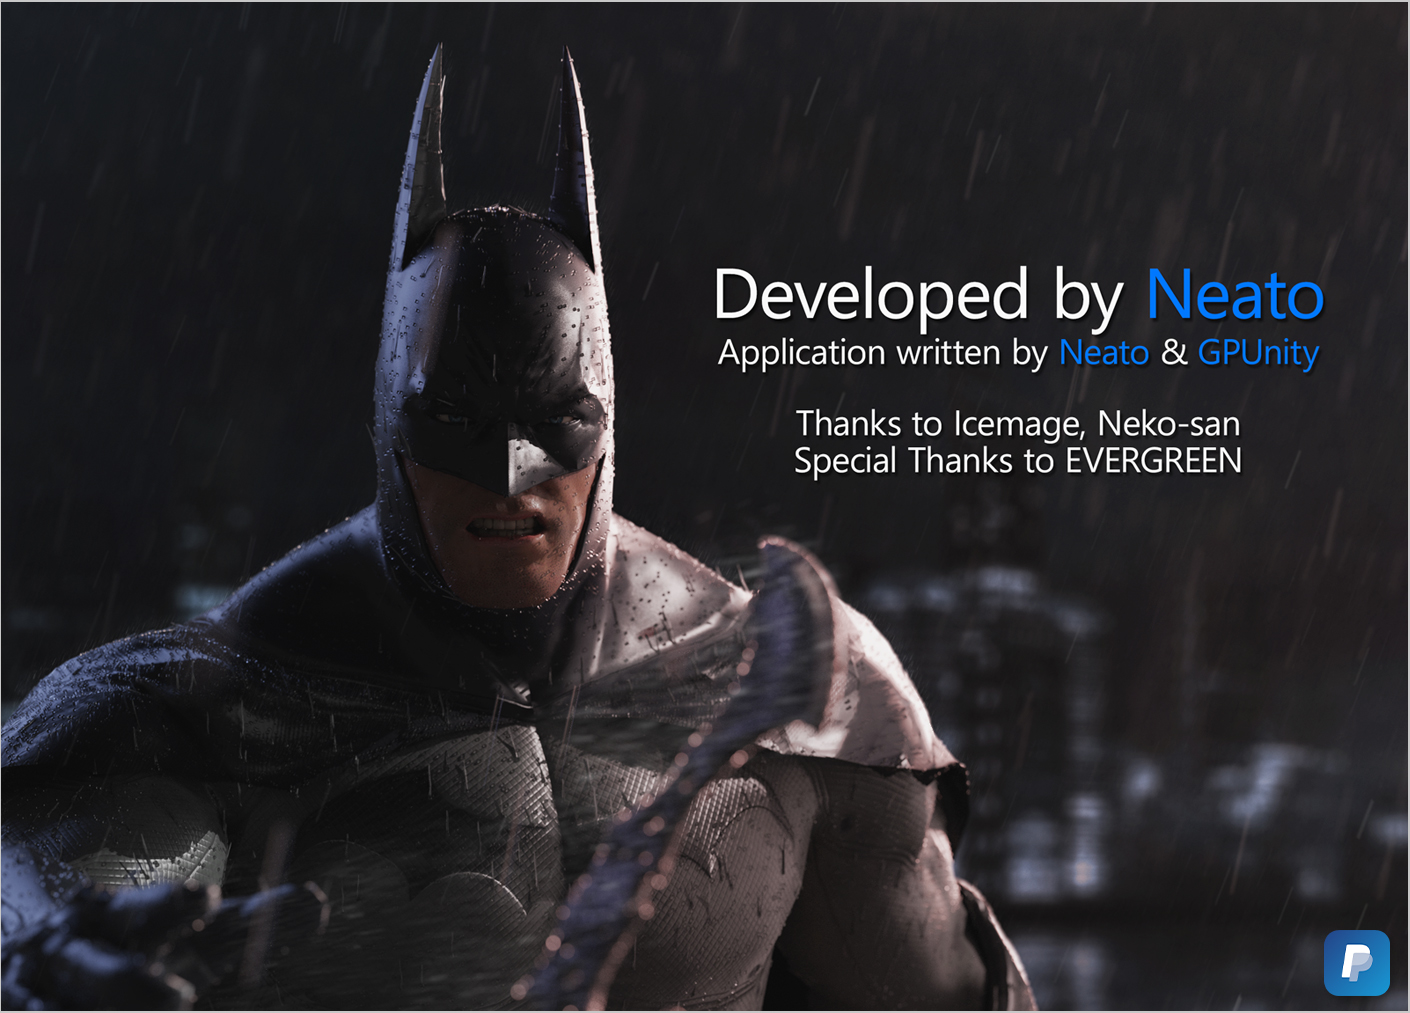 Developed by Neato
Application written by Neato & GPUnity
Thanks to Icemage, Neko-san
Special Thanks to EVERGREEN